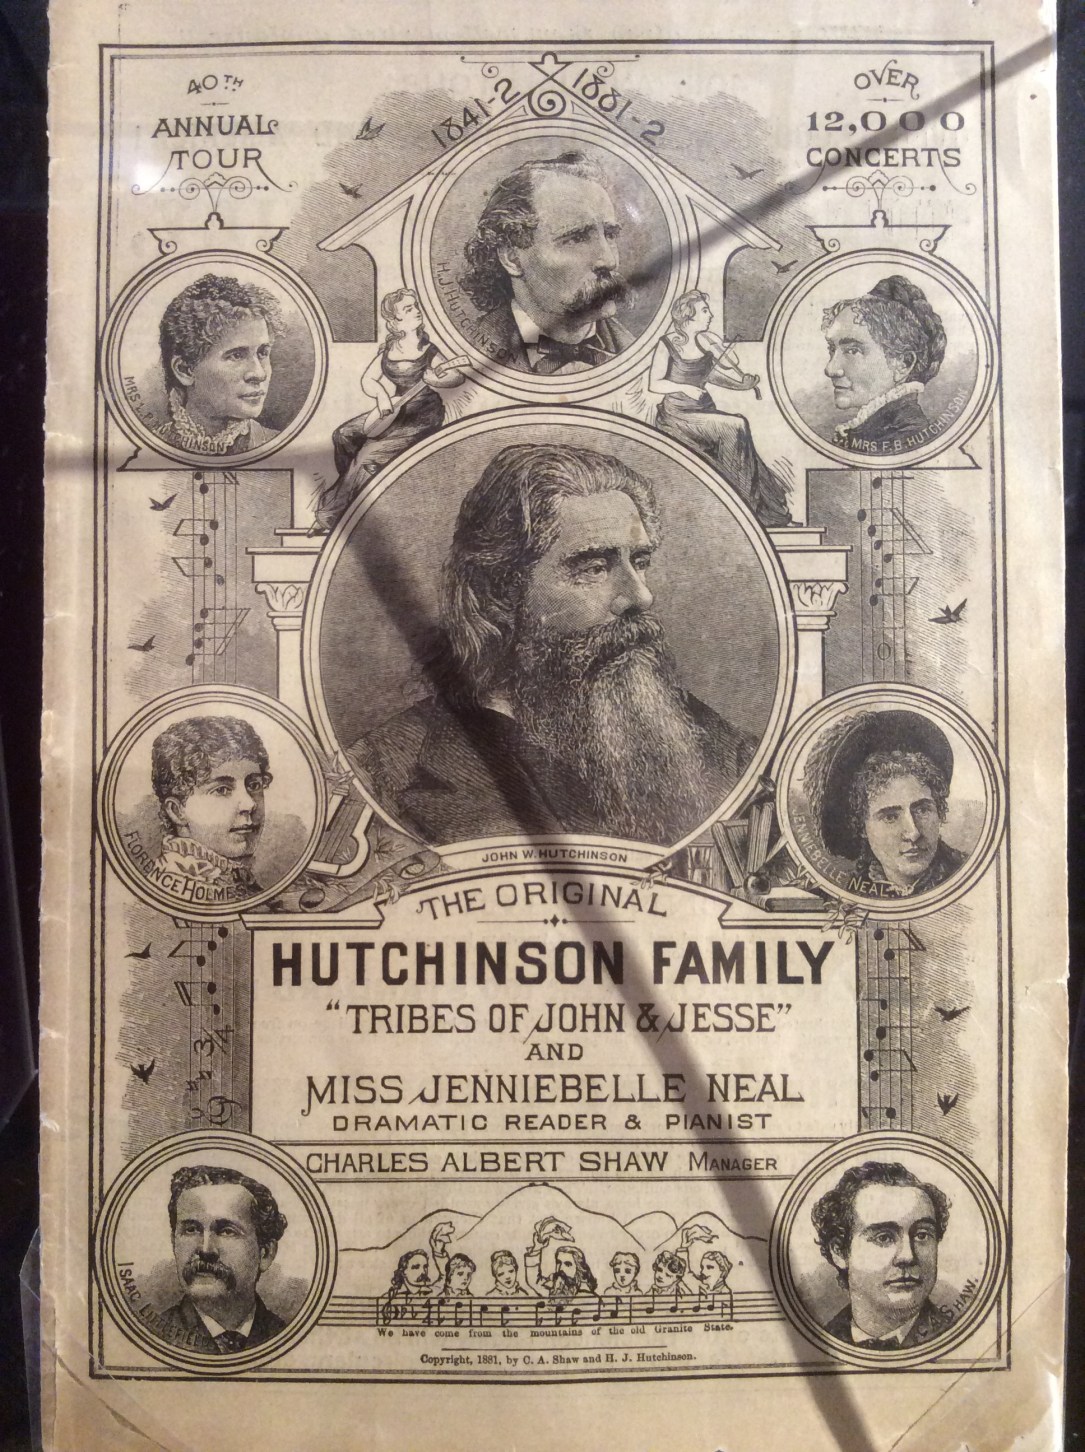 40TH
ANNUAL
TOUR
1841-2 1881-2
OVER
12,000
CONCERTS
H.J. HUTCHINSON
MRS L. P. HUTCHINSON
MRS F. B. HUTCHINSON
FLORENCE HOLMES
JENNIEBELLE NEAL
JOHN W. HUTCHINSON
THE ORIGINAL
HUTCHINSON FAMILY
"TRIBES OF JOHN & JESSE"
AND
MISS JENNIEBELLE NEAL
DRAMATIC READER & PIANIST
CHARLES ALBERT SHAW MANAGER
ISAAC LITTLEFIELD
C. A. SHAW.
We have come from the mountains of the old Granite State.
Copyright, 1881, by C. A. Shaw and H. J. Hutchinson.